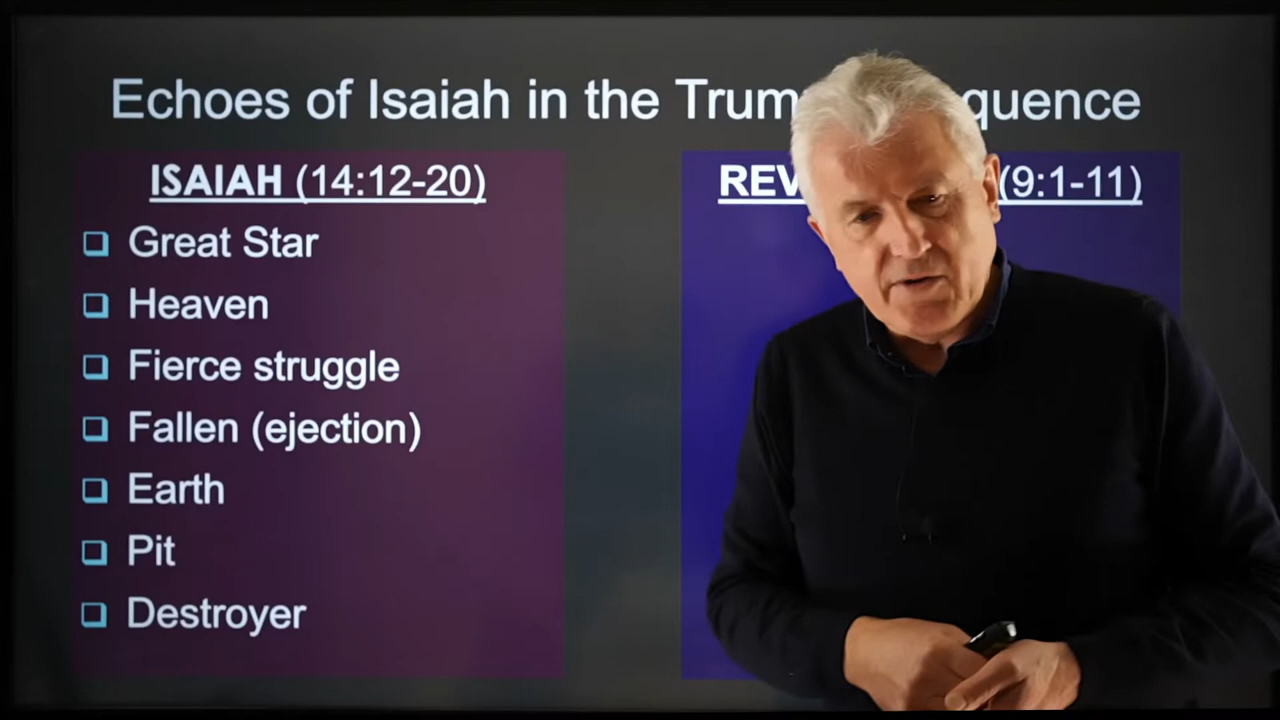 Echoes of Isaiah in the Trum quence
ISAIAH (14:12-20)
Great Star
Heaven
Fierce struggle
Fallen (ejection)
Earth
Pit
Destroyer
REV (9:1-11)